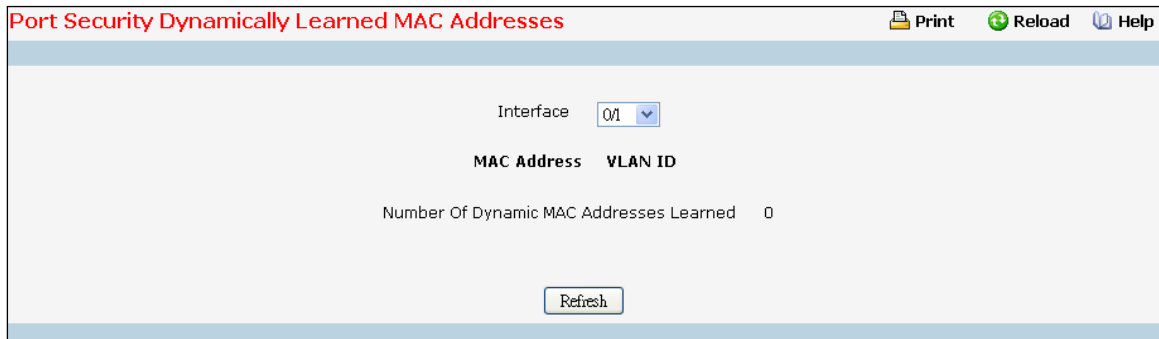 Port Security Dynamically Learned MAC Addresses Print Reload Help
Interface 0/1
MAC Address VLAN ID
Number Of Dynamic MAC Addresses Learned 0
Refresh